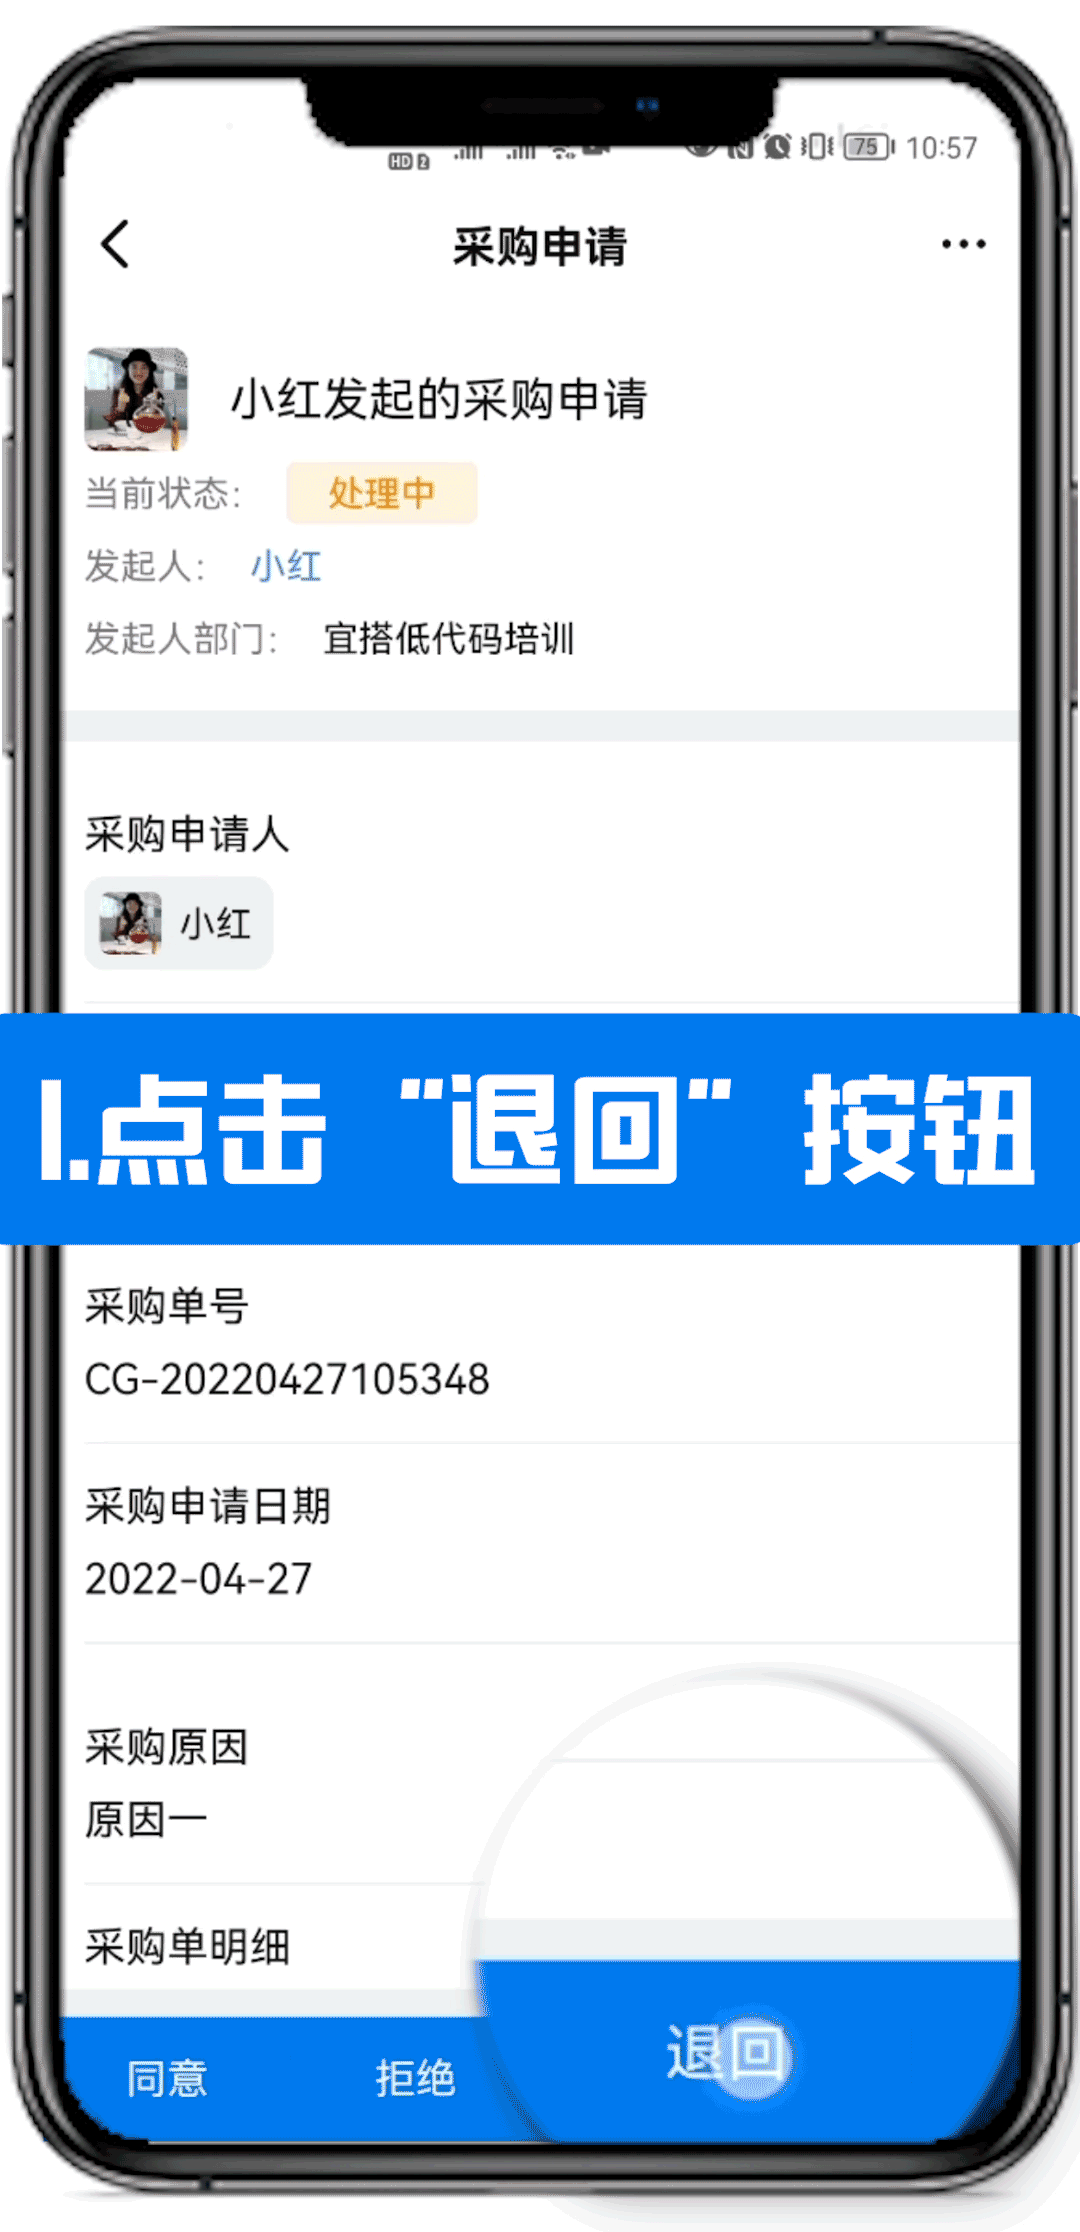 HD 2 75 10:57
采购申请
小红发起的采购申请
当前状态： 处理中
发起人： 小红
发起人部门： 宜搭低代码培训
采购申请人
小红
1.点击“退回”按钮
采购单号
CG-20220427105348
采购申请日期
2022-04-27
采购原因
原因一
采购单明细
同意 拒绝 退回